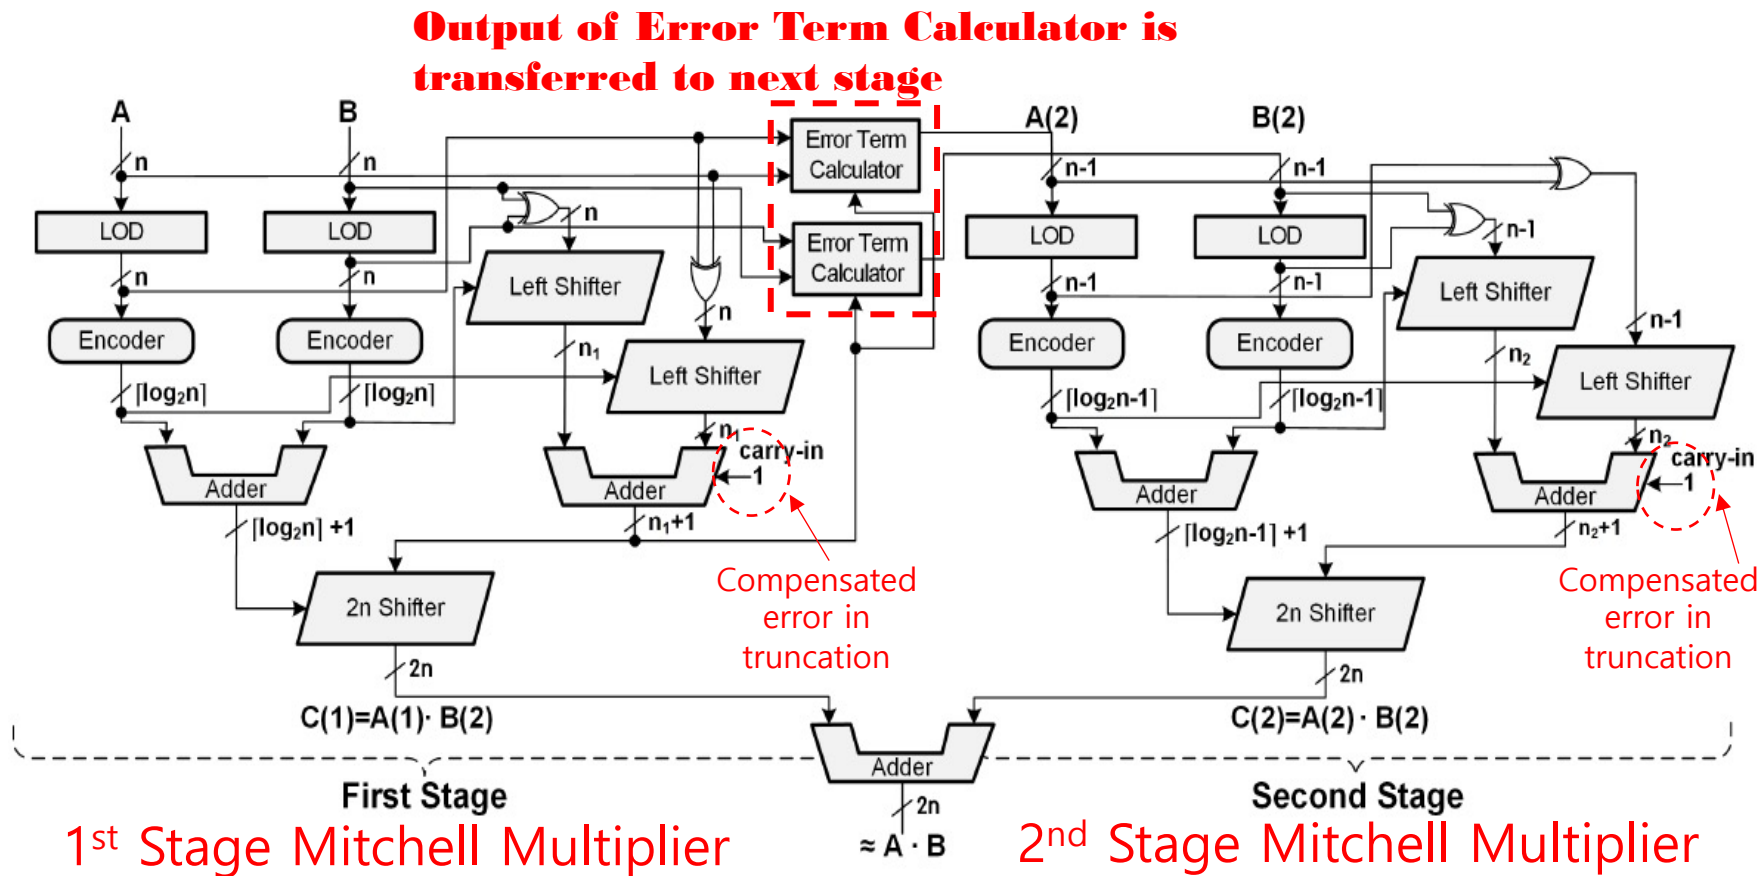 Output of Error Term Calculator is
transferred to next stage
A
B
A(2)
B(2)
Error Term
Calculator
n
n
n-1
n-1
LOD
LOD
n
Error Term
Calculator
LOD
LOD
n-1
n
n
Left Shifter
n-1
n-1
Left Shifter
Encoder
Encoder
n
Encoder
Encoder
n-1
n₁
Left Shifter
n₂
Left Shifter
⌈log₂n⌉
⌈log₂n⌉
⌈log₂n-1⌉
⌈log₂n-1⌉
n₁
carry-in
1
n₂
carry-in
1
Adder
Adder
Adder
Adder
⌈log₂n⌉ +1
n₁+1
⌈log₂n-1⌉ +1
n₂+1
Compensated
error in
truncation
Compensated
error in
truncation
2n Shifter
2n Shifter
2n
2n
C(1)=A(1)· B(2)
C(2)=A(2) · B(2)
Adder
First Stage
Second Stage
2n
≈ A · B
1st Stage Mitchell Multiplier
2nd Stage Mitchell Multiplier